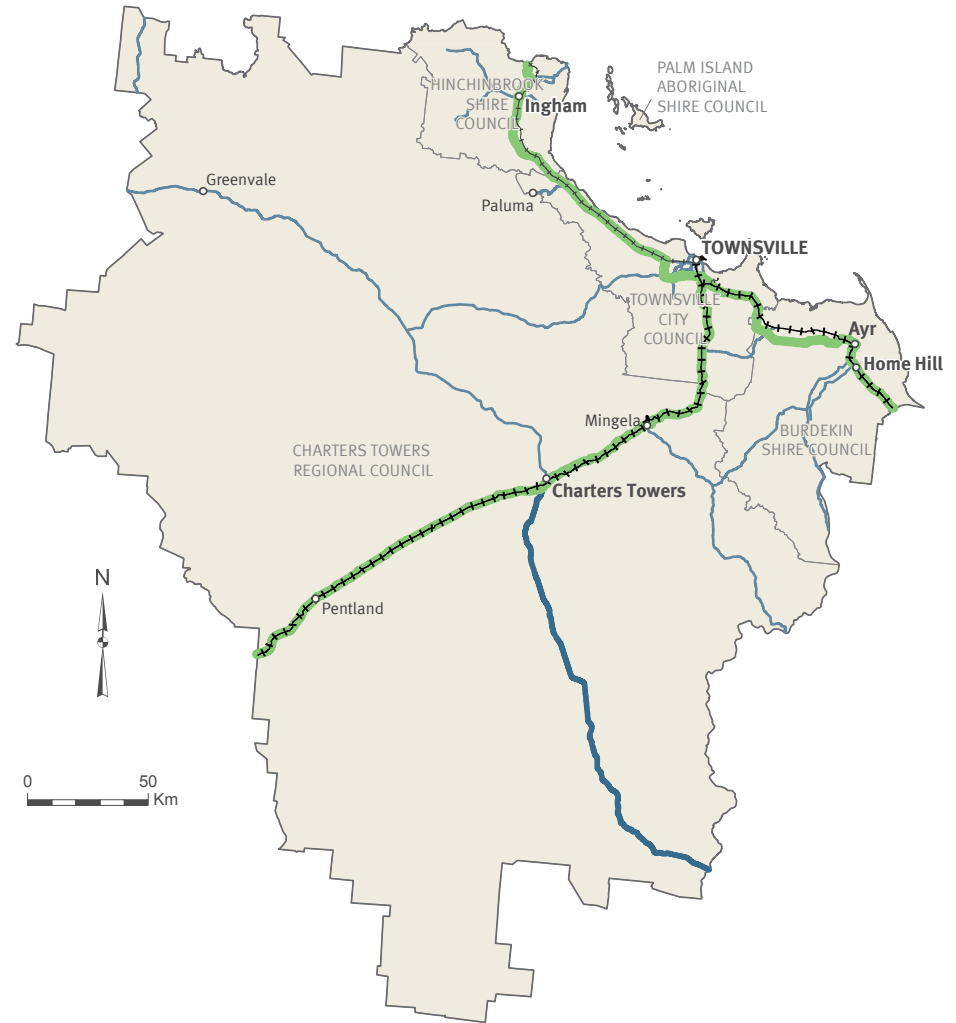 PALM ISLAND
ABORIGINAL
SHIRE COUNCIL
HINCHINBROOK
SHIRE
COUNCIL
Ingham
Greenvale
Paluma
TOWNSVILLE
TOWNSVILLE
CITY
COUNCIL
Ayr
Home Hill
Mingela
BURDEKIN
SHIRE COUNCIL
CHARTERS TOWERS
REGIONAL COUNCIL
Charters Towers
N
Pentland
0 50
Km